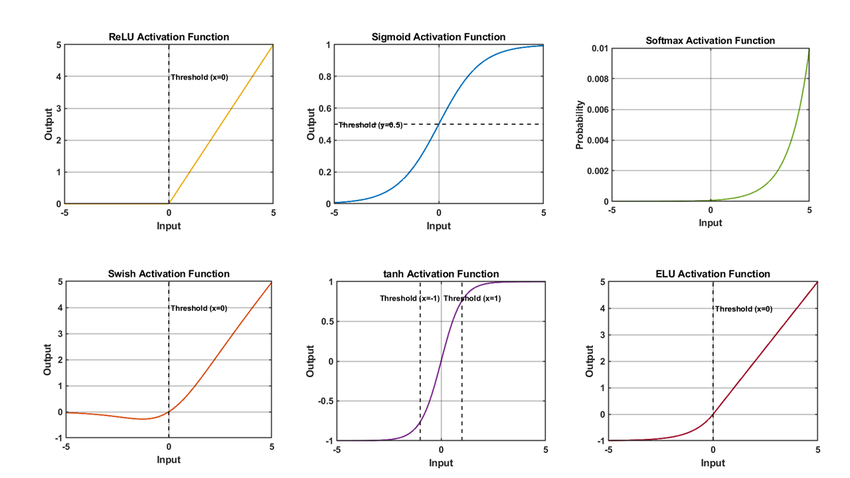 ReLU Activation Function
5
4
3
2
1
0
Threshold (x=0)
Output
-5
0
5
Input
Sigmoid Activation Function
1
0.8
0.6
0.4
0.2
0
Threshold (y=0.5)
Output
-5
0
5
Input
Softmax Activation Function
0.01
0.008
0.006
0.004
0.002
0
Probability
-5
0
5
Input
Swish Activation Function
5
4
3
2
1
0
-1
Threshold (x=0)
Output
-5
0
5
Input
tanh Activation Function
1
0.5
0
-0.5
-1
Threshold (x=-1)
Threshold (x=1)
Output
-5
0
5
Input
ELU Activation Function
5
4
3
2
1
0
-1
Threshold (x=0)
Output
-5
0
5
Input